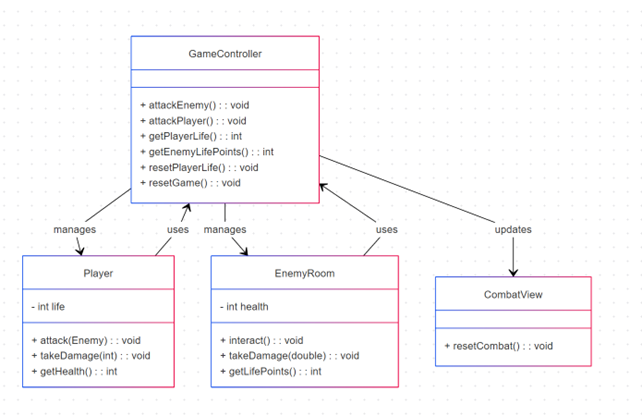 GameController
+ attackEnemy() : : void
+ attackPlayer() : : void
+ getPlayerLife() : : int
+ getEnemyLifePoints() : : int
+ resetPlayerLife() : : void
+ resetGame() : : void
manages
uses
manages
uses
updates
Player
- int life
+ attack(Enemy) : : void
+ takeDamage(int) : : void
+ getHealth() : : int
EnemyRoom
- int health
+ interact() : : void
+ takeDamage(double) : : void
+ getLifePoints() : : int
CombatView
+ resetCombat() : : void